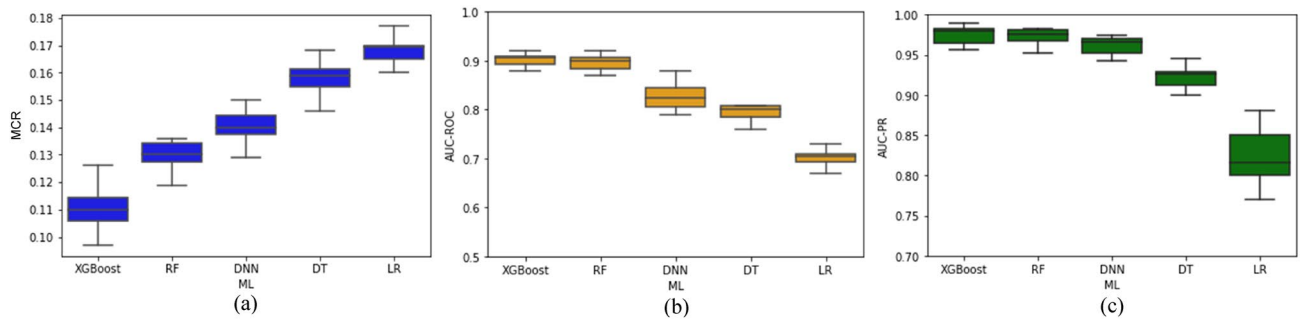 0.18
0.17
0.16
0.15
0.14
0.13
0.11
0.10
MCR
XGBoost RF DNN DT LR
ML
(a)
1.0
0.9
0.8
0.7
0.6
0.5
AUC-ROC
XGBoost RF DNN DT LR
ML
(b)
1.00
0.95
0.90
0.85
0.80
0.75
0.70
AUC-PR
XGBoost RF DNN DT LR
ML
(c)